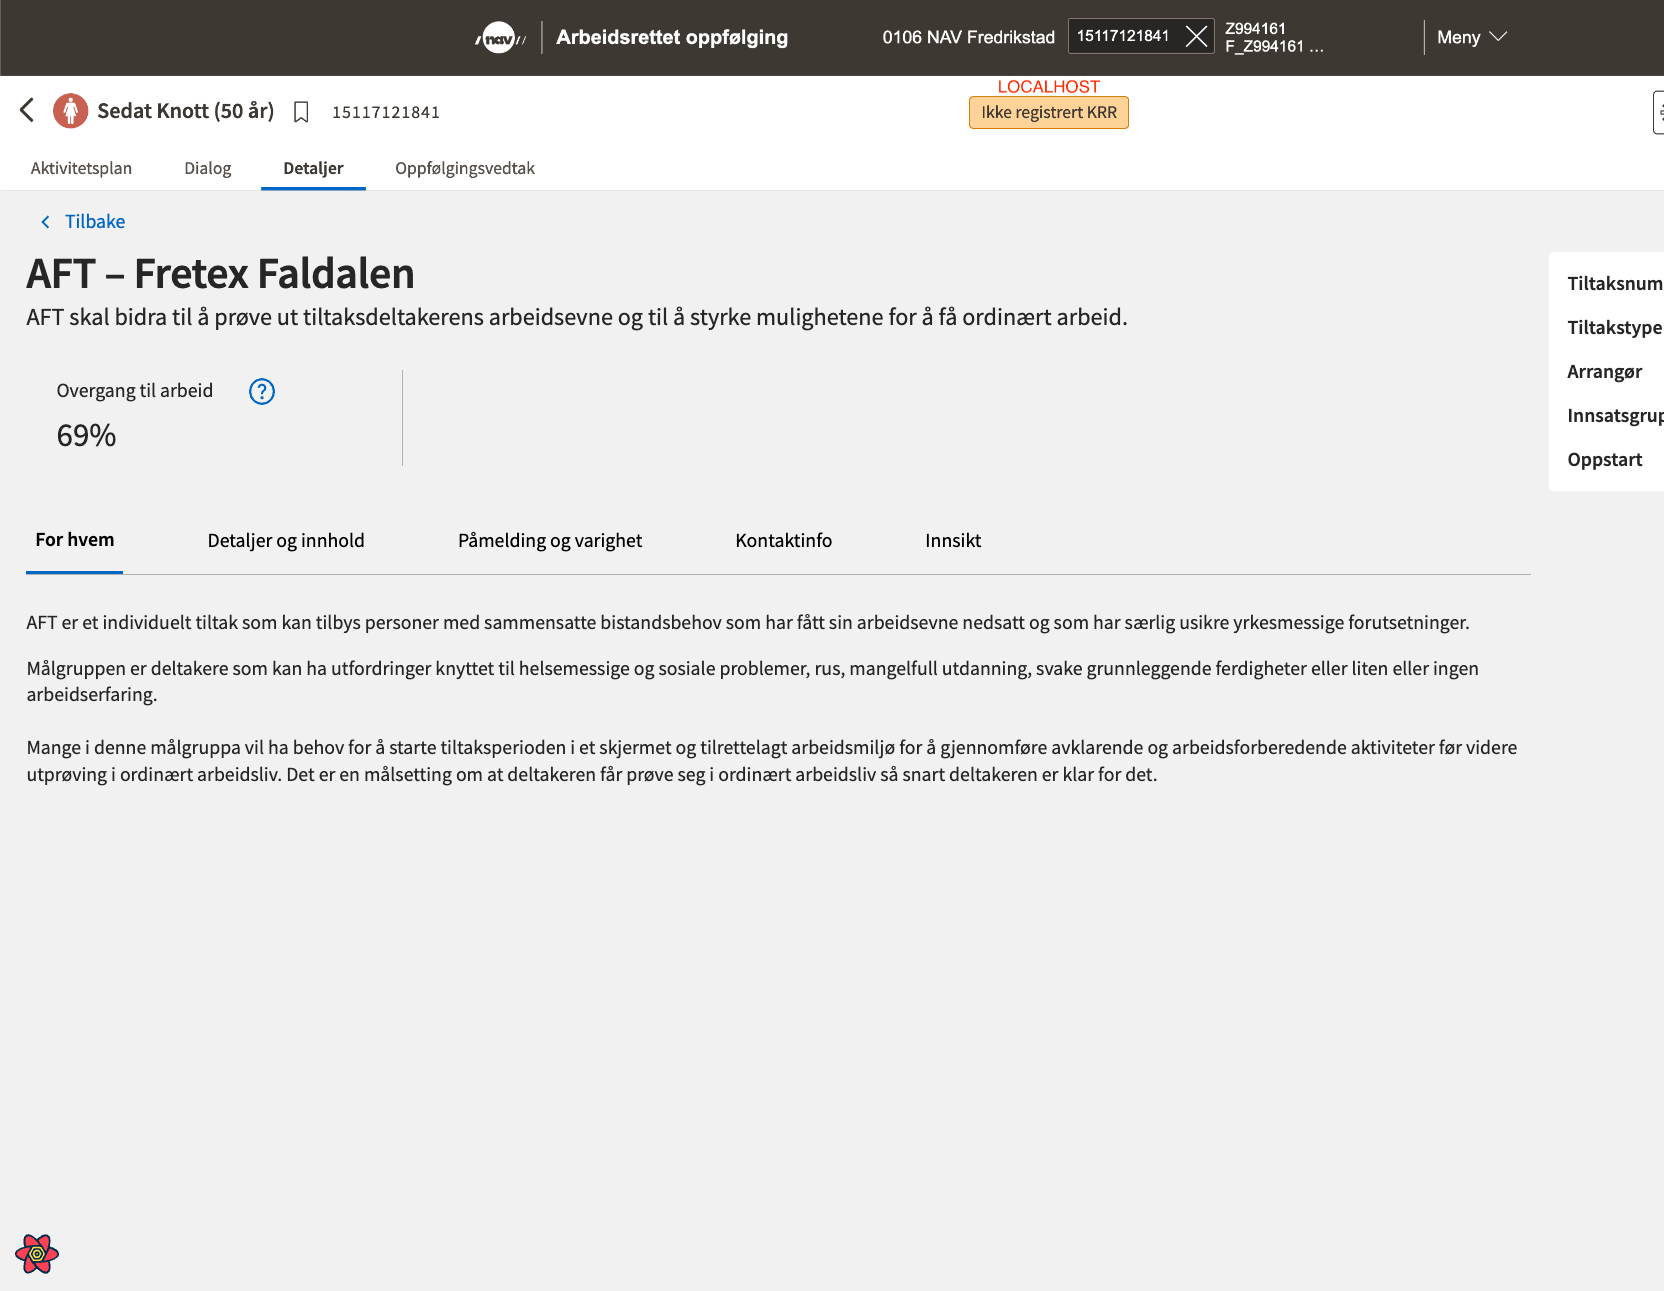 nav
Arbeidsrettet oppfølging
0106 NAV Fredrikstad
15117121841
Z994161
F_Z994161 ...
Meny
LOCALHOST
Sedat Knott (50 år)
15117121841
Ikke registrert KRR
Aktivitetsplan
Dialog
Detaljer
Oppfølgingsvedtak
Tilbake
AFT – Fretex Faldalen
AFT skal bidra til å prøve ut tiltaksdeltakerens arbeidsevne og til å styrke mulighetene for å få ordinært arbeid.
Overgang til arbeid
?
69%
Tiltaksnum
Tiltakstype
Arrangør
Innsatsgrup
Oppstart
For hvem
Detaljer og innhold
Påmelding og varighet
Kontaktinfo
Innsikt
AFT er et individuelt tiltak som kan tilbys personer med sammensatte bistandsbehov som har fått sin arbeidsevne nedsatt og som har særlig usikre yrkesmessige forutsetninger.
Målgruppen er deltakere som kan ha utfordringer knyttet til helsemessige og sosiale problemer, rus, mangelfull utdanning, svake grunnleggende ferdigheter eller liten eller ingen
arbeidserfaring.
Mange i denne målgruppa vil ha behov for å starte tiltaksperioden i et skjermet og tilrettelagt arbeidsmiljø for å gjennomføre avklarende og arbeidsforberedende aktiviteter før videre
utprøving i ordinært arbeidsliv. Det er en målsetting om at deltakeren får prøve seg i ordinært arbeidsliv så snart deltakeren er klar for det.